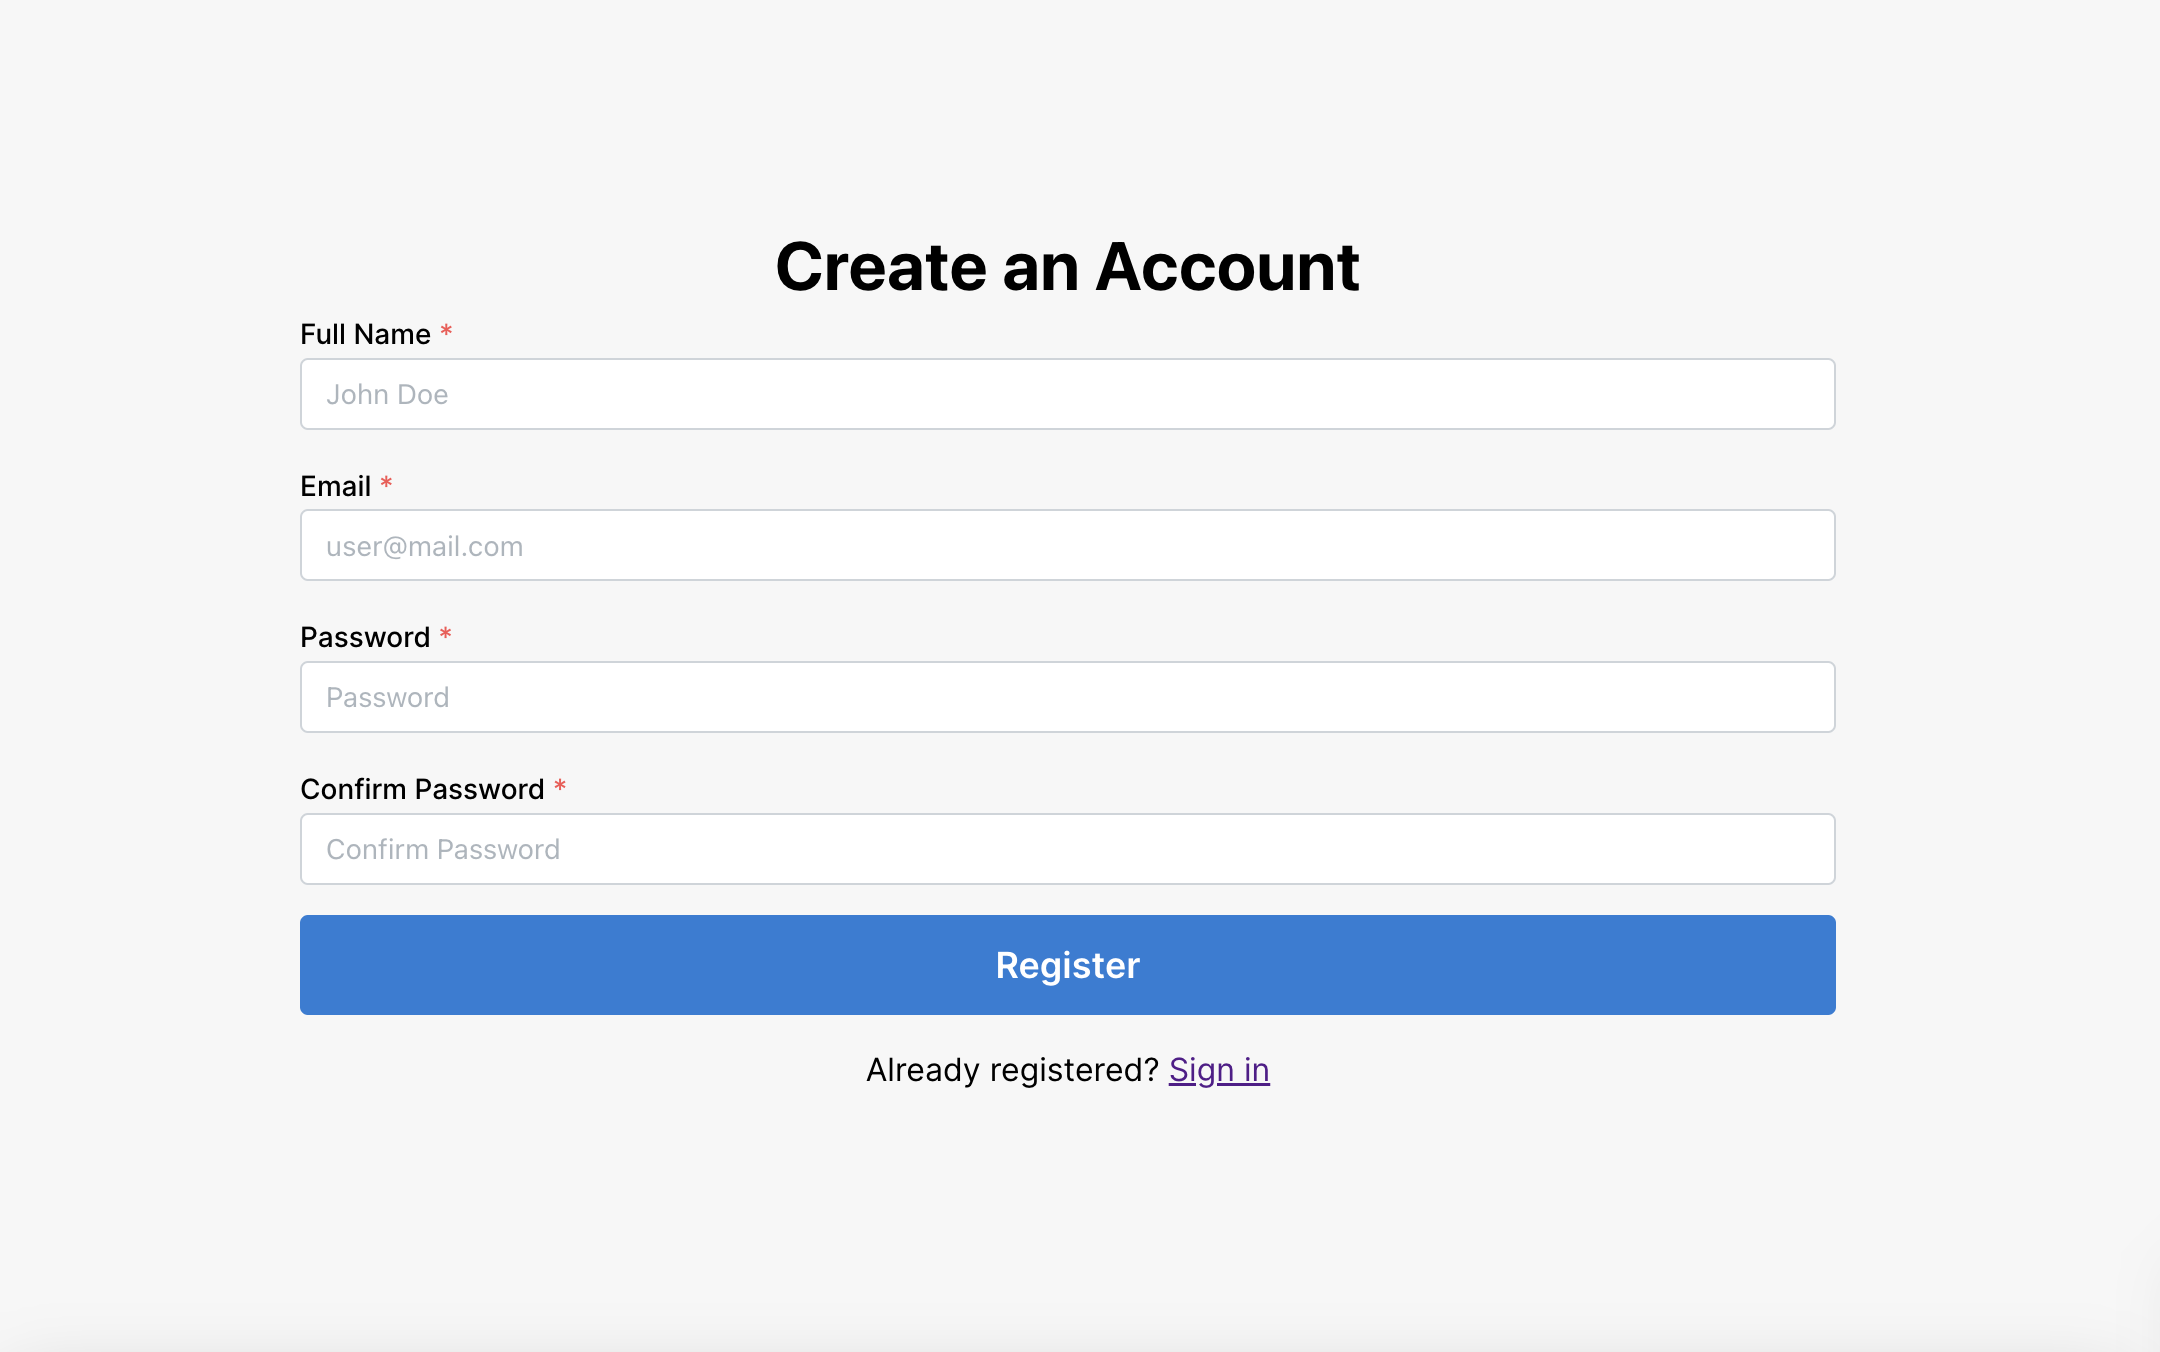 Create an Account
Full Name *
John Doe
Email *
user@mail.com
Password *
Password
Confirm Password *
Confirm Password
Register
Already registered? Sign in